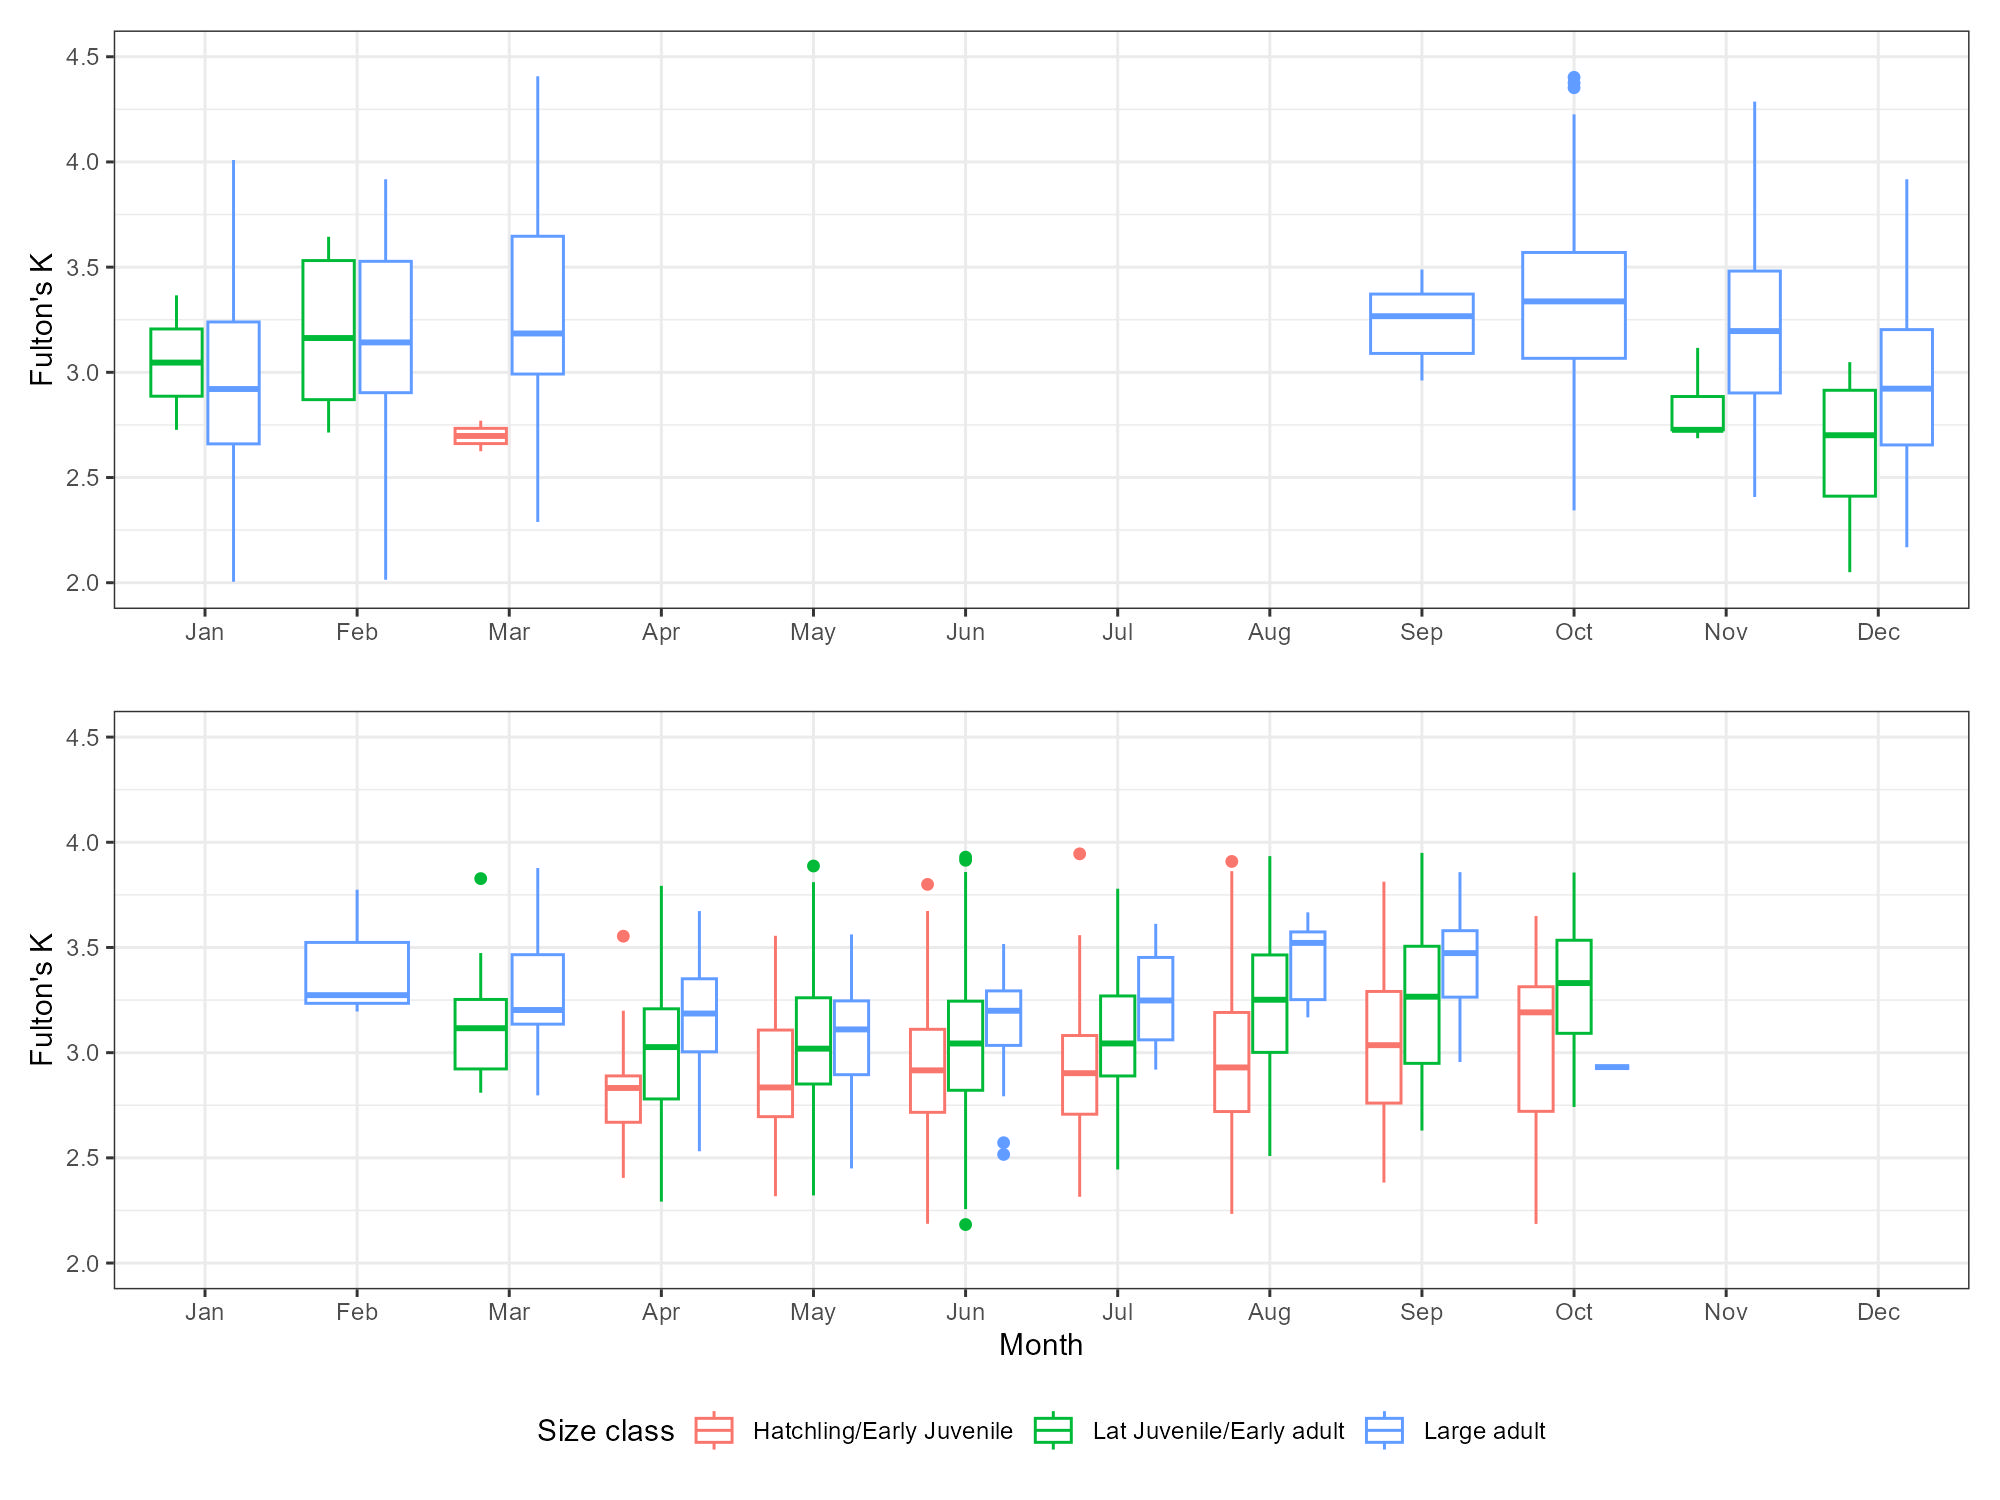 4.5
4.0
3.5
3.0
2.5
2.0
Fulton's K
Jan Feb Mar Apr May Jun Jul Aug Sep Oct Nov Dec
4.5
4.0
3.5
3.0
2.5
2.0
Fulton's K
Jan Feb Mar Apr May Jun Jul Aug Sep Oct Nov Dec
Month
Size class Hatchling/Early Juvenile Lat Juvenile/Early adult Large adult